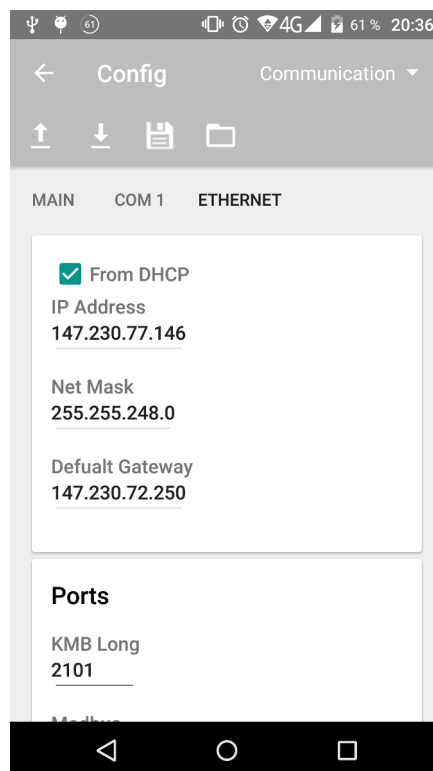 61 4G 61 % 20:36
Config Communication
MAIN COM 1 ETHERNET
From DHCP
IP Address
147.230.77.146
Net Mask
255.255.248.0
Defualt Gateway
147.230.72.250
Ports
KMB Long
2101